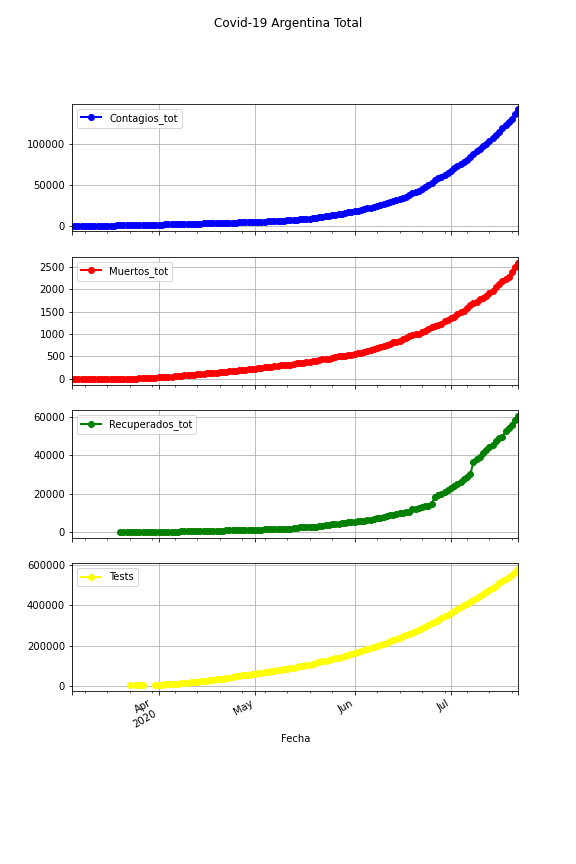 Covid-19 Argentina Total
Contagios_tot
100000
50000
0
Muertos_tot
2500
2000
1500
1000
500
0
Recuperados_tot
60000
40000
20000
0
Tests
600000
400000
200000
0
Apr
2020
May
Jun
Jul
Fecha